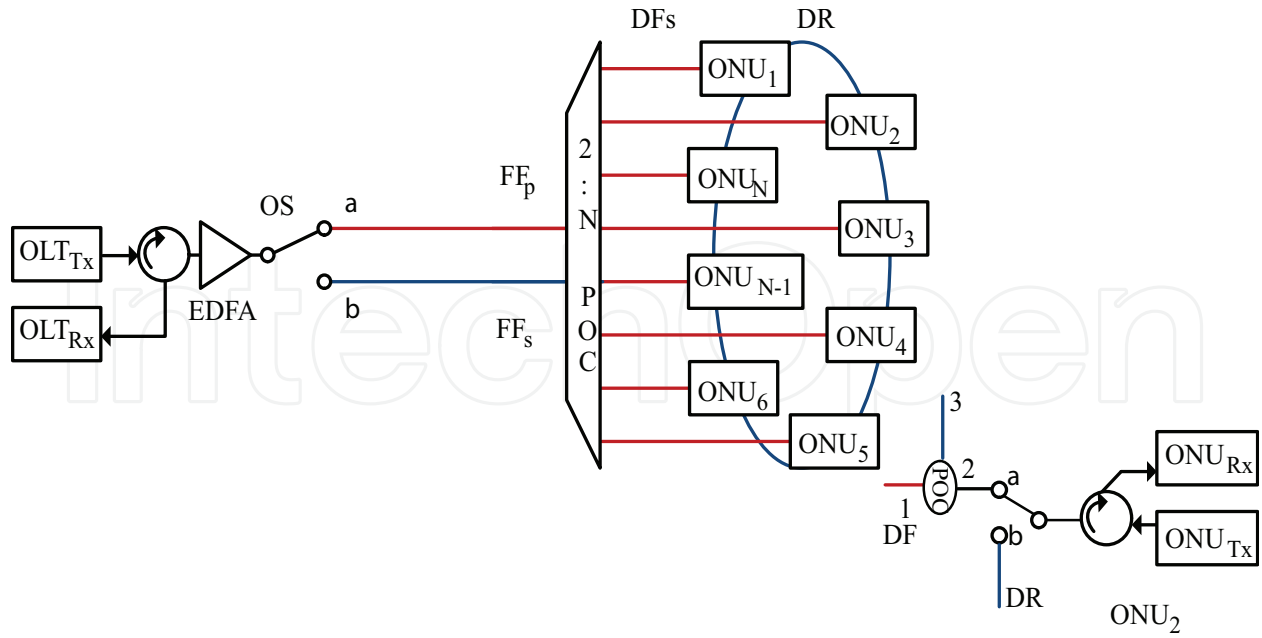 DFs
DR
ONU1
ONU2
2
:
N
P
O
C
FFp
ONUN
OS
a
OLTTx
ONU3
EDFA
b
ONUN-1
OLTRx
FFs
ONU4
ONU6
ONU5
3
POC
2
a
ONURx
1
DF
b
ONUTx
DR
ONU2
IntechOpen